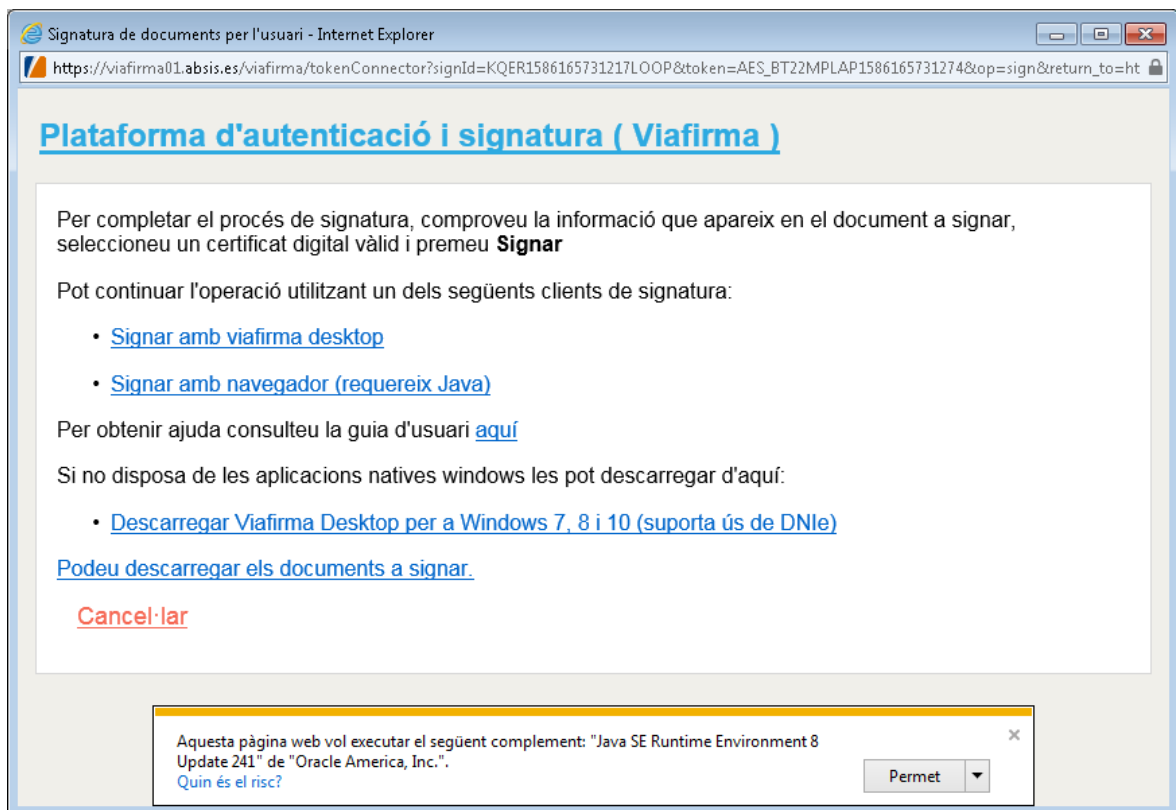 Signatura de documents per l'usuari - Internet Explorer
https://viafirma01.absis.es/viafirma/tokenConnector?signId=KQER1586165731217LOOP&token=AES_BT22MPLAP1586165731274&op=sign&return_to=ht
Plataforma d'autenticació i signatura ( Viafirma )
Per completar el procés de signatura, comproveu la informació que apareix en el document a signar,
seleccioneu un certificat digital vàlid i premeu Signar
Pot continuar l'operació utilitzant un dels següents clients de signatura:
• Signar amb viafirma desktop
• Signar amb navegador (requereix Java)
Per obtenir ajuda consulteu la guia d'usuari aquí
Si no disposa de les aplicacions natives windows les pot descarregar d'aquí:
• Descarregar Viafirma Desktop per a Windows 7, 8 i 10 (suporta ús de DNIe)
Podeu descarregar els documents a signar.
Cancel·lar
Aquesta pàgina web vol executar el següent complement: "Java SE Runtime Environment 8
Update 241" de "Oracle America, Inc.".
Quin és el risc?
Permet